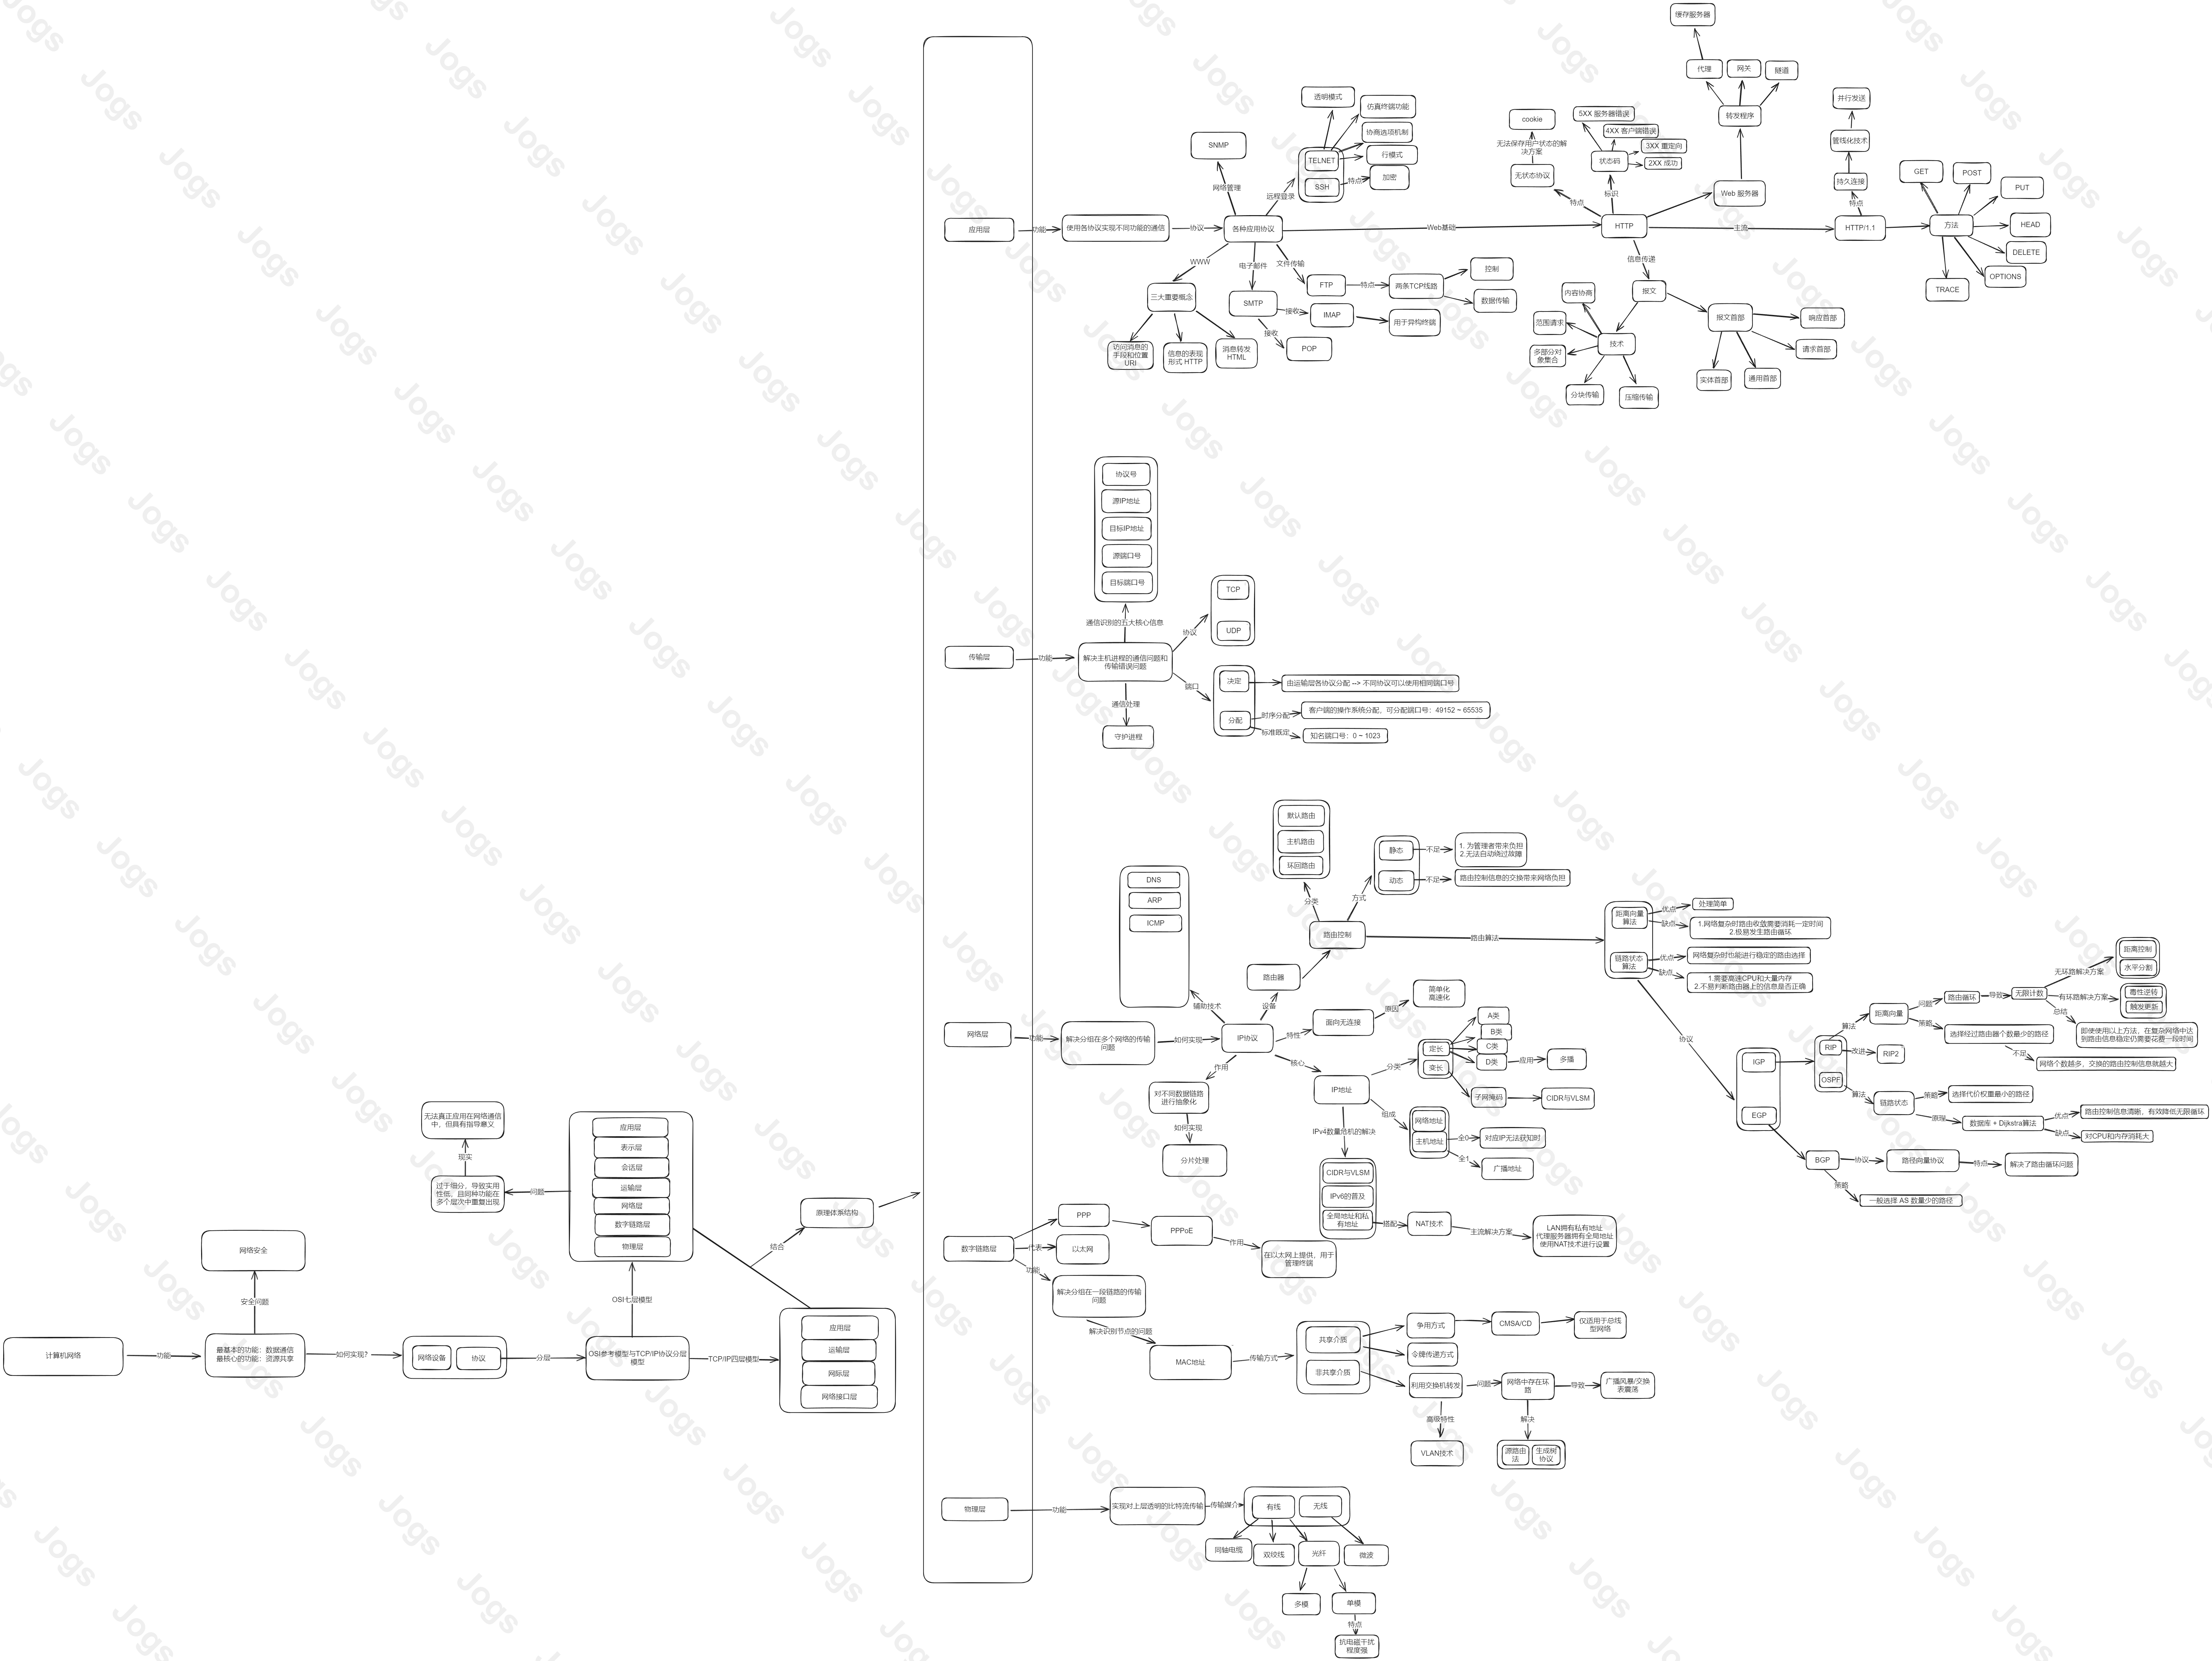 计算机网络
功能
最基本的功能：数据通信
最核心的功能：资源共享
安全问题
网络安全
如何实现？
网络设备
协议
分层
OSI参考模型与TCP/IP协议分层
模型
OSI七层模型
应用层
表示层
会话层
运输层
网络层
数字链路层
物理层
问题
过于细分，导致实用
性低，且同种功能在
多个层次中重复出现
现实
无法真正应用在网络通信
中，但具有指导意义
TCP/IP四层模型
应用层
运输层
网际层
网络接口层
结合
原理体系结构
应用层
功能
使用各协议实现不同功能的通信
协议
各种应用协议
网络管理
SNMP
远程登录
TELNET
透明模式
仿真终端功能
协商选项机制
行模式
SSH
特点
加密
WWW
三大重要概念
访问消息的
手段和位置
URI
信息的表现
形式 HTTP
消息转发
HTML
电子邮件
SMTP
接收
IMAP
用于异构终端
接收
POP
文件传输
FTP
特点
两条TCP线路
控制
数据传输
Web基础
HTTP
特点
无状态协议
无法保存用户状态的解
决方案
cookie
标识
状态码
5XX 服务器错误
4XX 客户端错误
3XX 重定向
2XX 成功
Web 服务器
转发程序
代理
网关
隧道
缓存服务器
信息传递
报文
技术
内容协商
范围请求
多部分对
象集合
分块传输
压缩传输
报文首部
响应首部
请求首部
通用首部
实体首部
主流
HTTP/1.1
特点
持久连接
管线化技术
并行发送
方法
GET
POST
PUT
HEAD
DELETE
OPTIONS
TRACE
传输层
功能
解决主机进程的通信问题和
传输错误问题
通信识别的五大核心信息
协议号
源IP地址
目标IP地址
源端口号
目标端口号
协议
TCP
UDP
端口
决定
由运输层各协议分配 --> 不同协议可以使用相同端口号
分配
时序分配
客户端的操作系统分配，可分配端口号：49152 ~ 65535
标准既定
知名端口号：0 ~ 1023
通信处理
守护进程
网络层
功能
解决分组在多个网络的传输
问题
如何实现
IP协议
辅助技术
DNS
ARP
ICMP
设备
路由器
路由控制
分类
默认路由
主机路由
环回路由
方式
静态
不足
1. 为管理者带来负担
2.无法自动绕过故障
动态
不足
路由控制信息的交换带来网络负担
路由算法
距离向量
算法
优点
处理简单
缺点
1.网络复杂时路由收敛需要消耗一定时间
2.极易发生路由循环
链路状态
算法
优点
网络复杂时也能进行稳定的路由选择
缺点
1.需要高速CPU和大量内存
2.不易判断路由器上的信息是否正确
协议
IGP
RIP
算法
距离向量
问题
路由循环
导致
无限计数
无环路解决方案
距离控制
水平分割
有环路解决方案
毒性逆转
触发更新
总结
即使使用以上方法，在复杂网络中达
到路由信息稳定仍需要花费一段时间
策略
选择经过路由器个数最少的路径
不足
网络个数越多，交换的路由控制信息就越大
改进
RIP2
OSPF
算法
链路状态
策略
选择代价权重最小的路径
原理
数据库 + Dijkstra算法
优点
路由控制信息清晰，有效降低无限循环
缺点
对CPU和内存消耗大
EGP
BGP
协议
路径向量协议
特点
解决了路由循环问题
策略
一般选择 AS 数量少的路径
特性
面向无连接
原因
简单化
高速化
核心
IP地址
分类
定长
A类
B类
C类
D类
应用
多播
变长
子网掩码
CIDR与VLSM
组成
网络地址
主机地址
全0
对应IP无法获知时
全1
广播地址
IPv4数量危机的解决
CIDR与VLSM
IPv6的普及
全局地址和私
有地址
搭配
NAT技术
主流解决方案
LAN拥有私有地址
代理服务器拥有全局地址
使用NAT技术进行设置
作用
对不同数据链路
进行抽象化
如何实现
分片处理
数字链路层
PPP
PPPoE
作用
在以太网上提供，用于
管理终端
代表
以太网
功能
解决分组在一段链路的传输
问题
解决识别节点的问题
MAC地址
传输方式
共享介质
争用方式
CMSA/CD
仅适用于总线
型网络
令牌传递方式
非共享介质
利用交换机转发
问题
网络中存在环
路
导致
广播风暴/交换
表震荡
解决
源路由
法
生成树
协议
高级特性
VLAN技术
物理层
功能
实现对上层透明的比特流传输
传输媒介
有线
无线
同轴电缆
双绞线
光纤
微波
多模
单模
特点
抗电磁干扰
程度强
Jogs